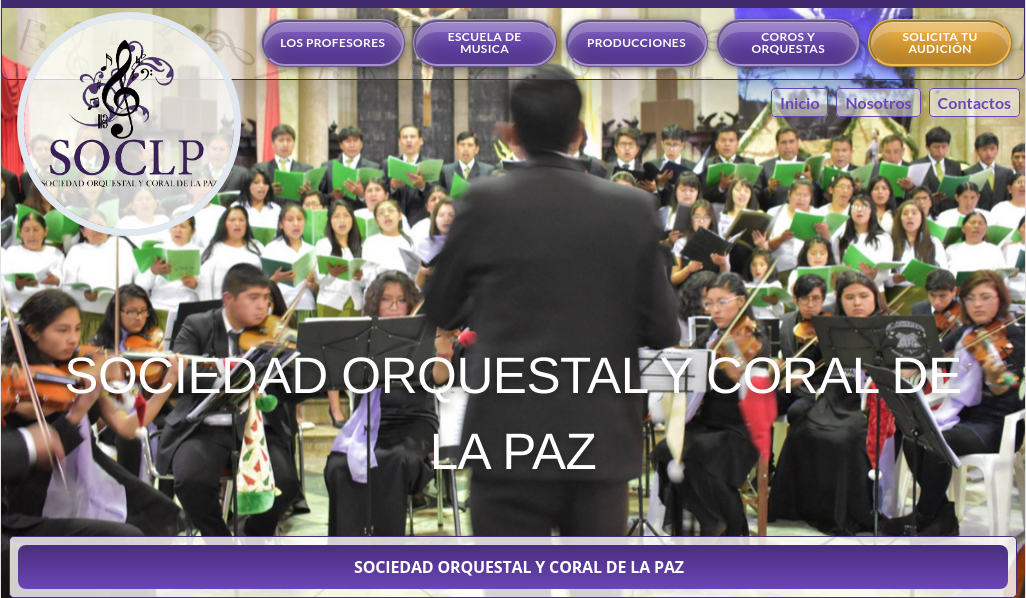 LOS PROFESORES
ESCUELA DE
MUSICA
PRODUCCIONES
COROS Y
ORQUESTAS
SOLICITA TU
AUDICIÓN
Inicio
Nosotros
Contactos
SOCLP
SOCIEDAD ORQUESTAL Y CORAL DE LA PAZ
SOCIEDAD ORQUESTAL Y CORAL DE
LA PAZ
SOCIEDAD ORQUESTAL Y CORAL DE LA PAZ